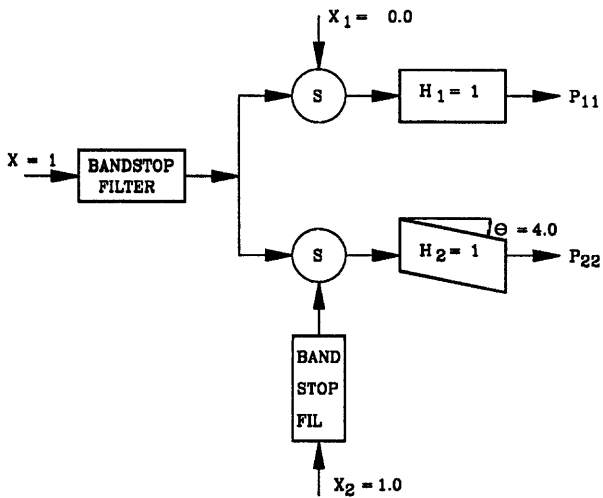 X₁ = 0.0
S
H₁ = 1
P₁₁
X = 1
BANDSTOP
FILTER
S
H₂ = 1
Θ = 4.0
P₂₂
BAND
STOP
FIL
X₂ = 1.0